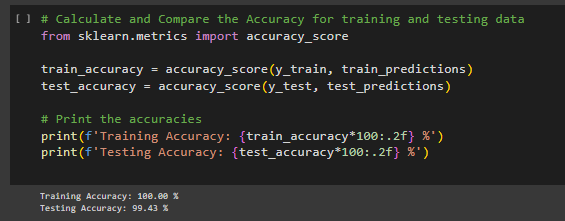 [ ] # Calculate and Compare the Accuracy for training and testing data
from sklearn.metrics import accuracy_score
train_accuracy = accuracy_score(y_train, train_predictions)
test_accuracy = accuracy_score(y_test, test_predictions)
# Print the accuracies
print(f'Training Accuracy: {train_accuracy*100:.2f} %')
print(f'Testing Accuracy: {test_accuracy*100:.2f} %')
Training Accuracy: 100.00 %
Testing Accuracy: 99.43 %